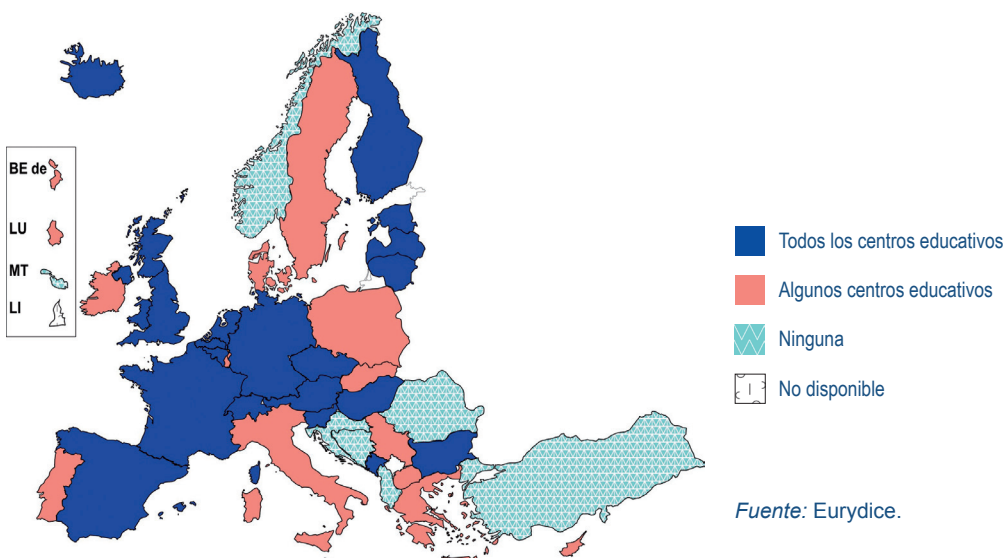 BE de
LU
MT
LI
Todos los centros educativos
Algunos centros educativos
Ninguna
No disponible
Fuente: Eurydice.